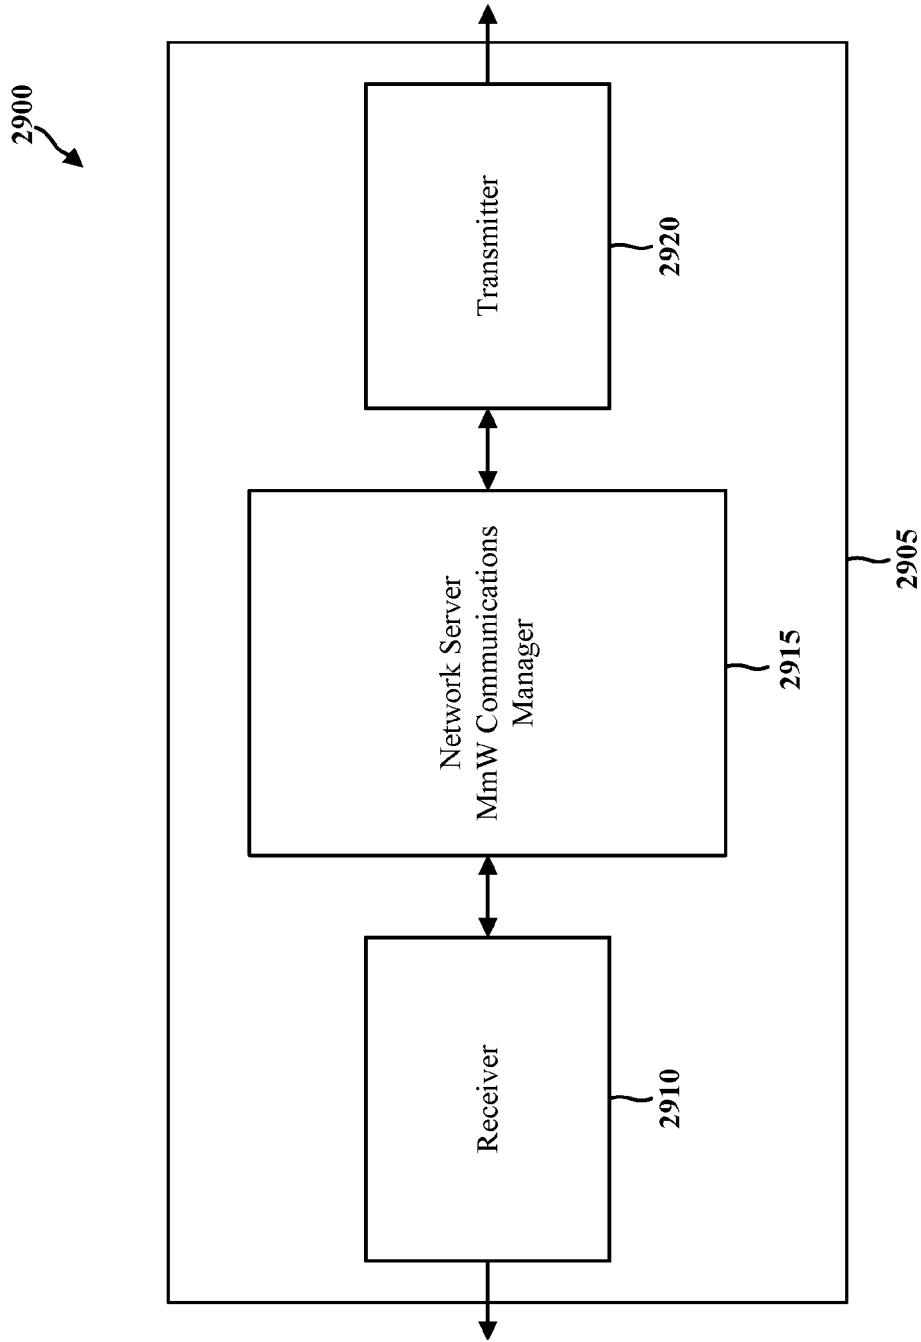 2900
Receiver
2910
Network Server
MmW Communications
Manager
2915
Transmitter
2920
2905